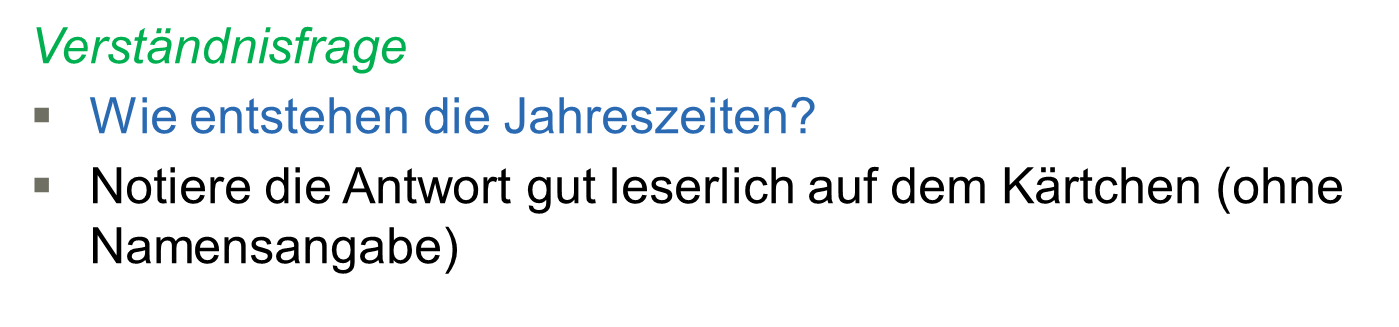 Verständnisfrage
▪ Wie entstehen die Jahreszeiten?
▪ Notiere die Antwort gut leserlich auf dem Kärtchen (ohne
Namensangabe)